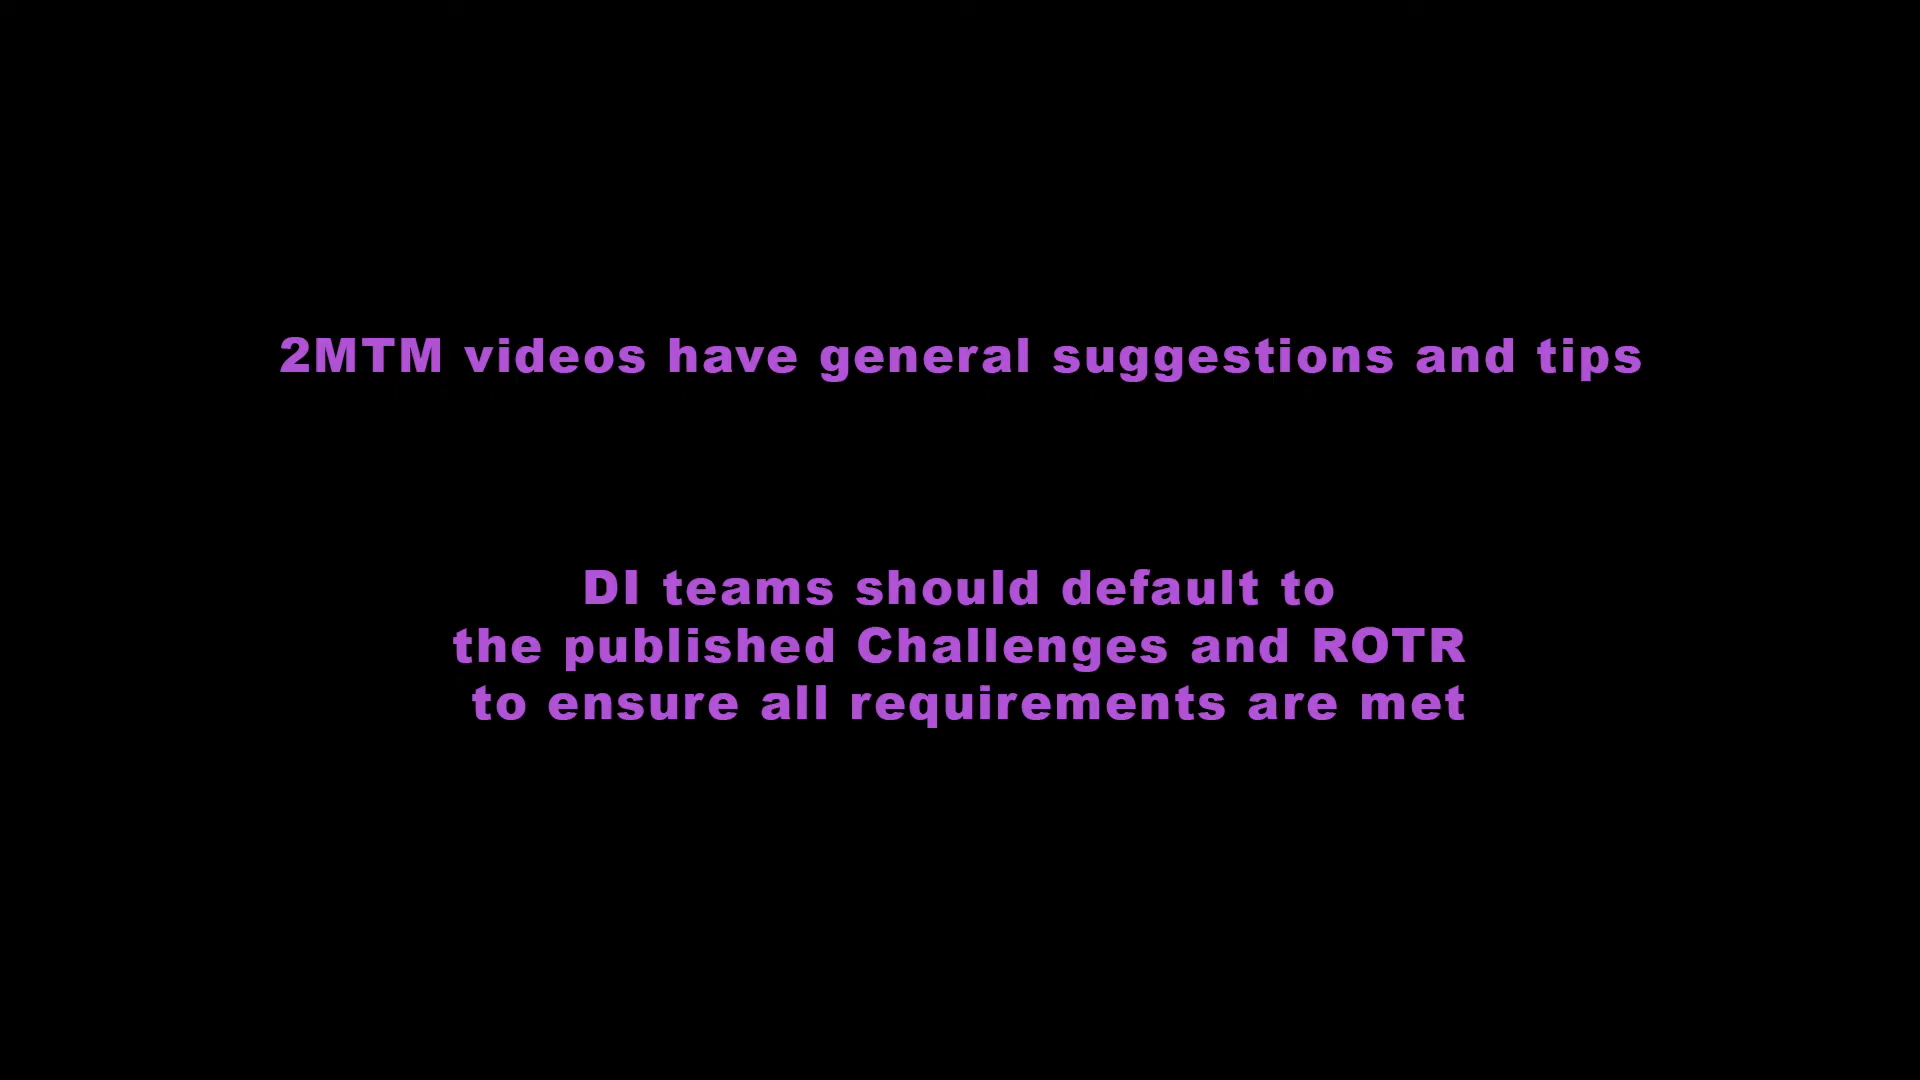 2MTM videos have general suggestions and tips
DI teams should default to
the published Challenges and ROTR
to ensure all requirements are met